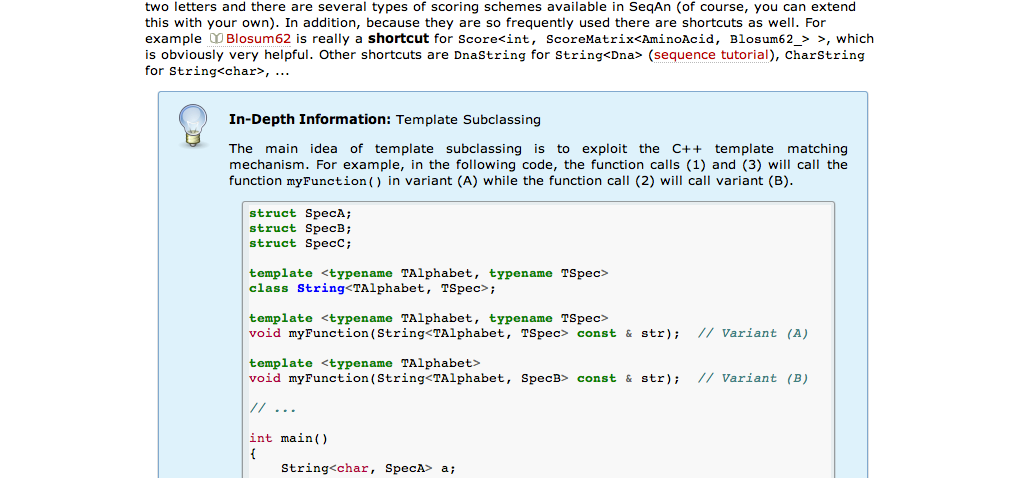 two letters and there are several types of scoring schemes available in SeqAn (of course, you can extend
this with your own). In addition, because they are so frequently used there are shortcuts as well. For
example Blosum62 is really a shortcut for Score<int, ScoreMatrix<AminoAcid, Blosum62_> >, which
is obviously very helpful. Other shortcuts are DnaString for String<Dna> (sequence tutorial), CharString
for String<char>, ...
In-Depth Information: Template Subclassing
The main idea of template subclassing is to exploit the C++ template matching
mechanism. For example, in the following code, the function calls (1) and (3) will call the
function myFunction() in variant (A) while the function call (2) will call variant (B).
struct SpecA;
struct SpecB;
struct SpecC;
template <typename TAlphabet, typename TSpec>
class String<TAlphabet, TSpec>;
template <typename TAlphabet, typename TSpec>
void myFunction(String<TAlphabet, TSpec> const & str);  // Variant (A)
template <typename TAlphabet>
void myFunction(String<TAlphabet, SpecB> const & str);  // Variant (B)
// ...
int main()
{
    String<char, SpecA> a;